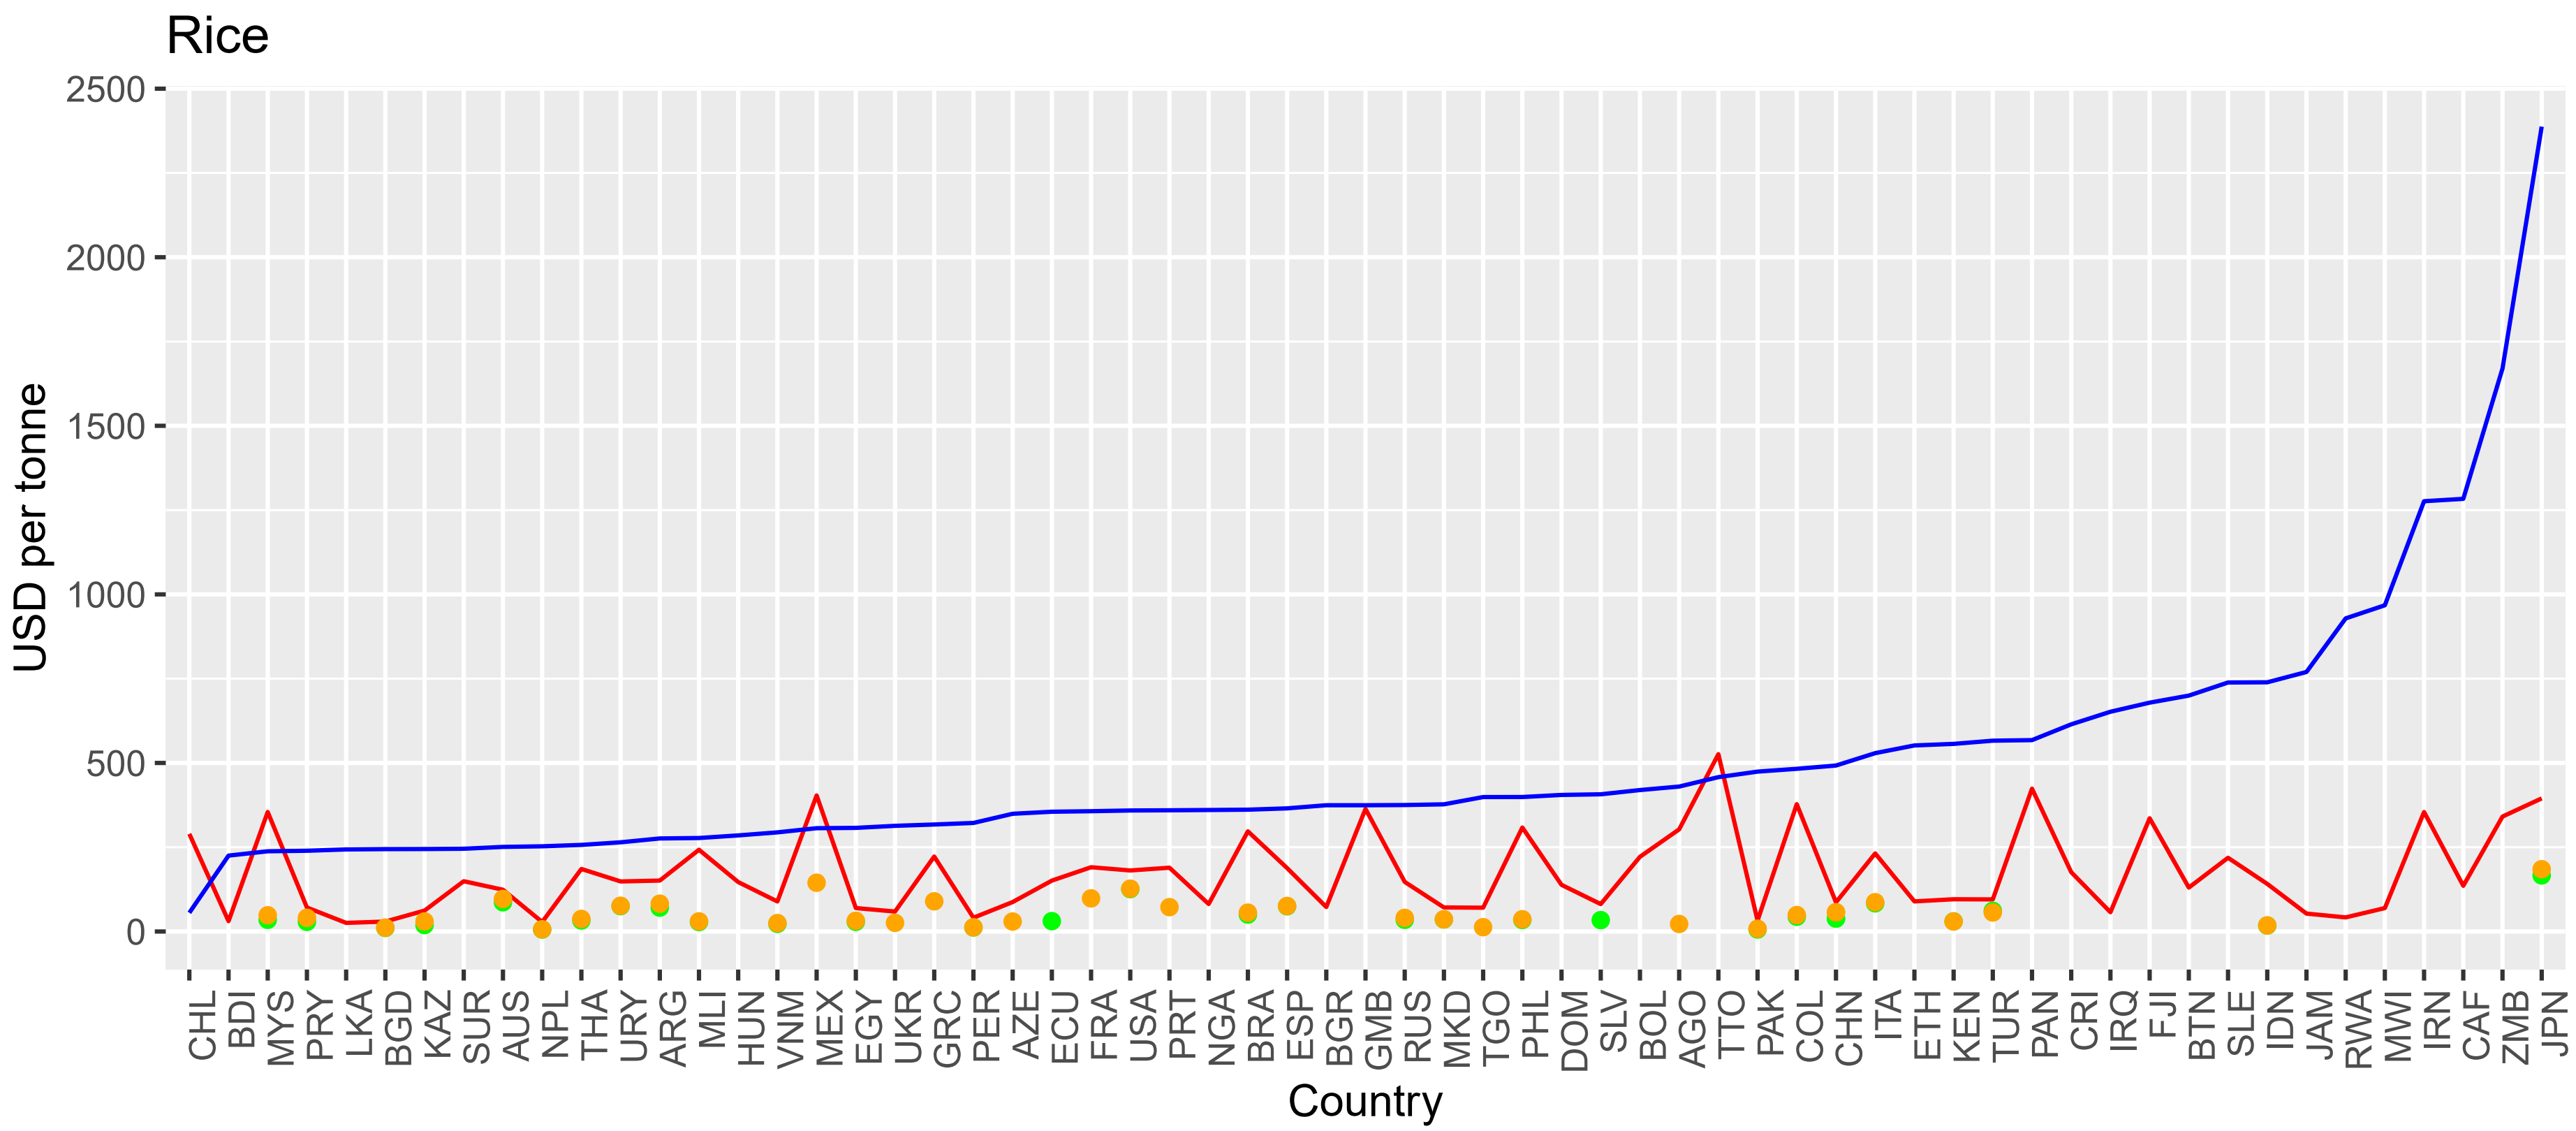 Rice
USD per tonne
2500
2000
1500
1000
500
0
CHL
BDI
MYS
PRY
LKA
BGD
KAZ
SUR
AUS
NPL
THA
URY
ARG
MLI
HUN
VNM
MEX
EGY
UKR
GRC
PER
AZE
ECU
FRA
USA
PRT
NGA
BRA
ESP
BGR
GMB
RUS
MKD
TGO
PHL
DOM
SLV
BOL
AGO
TTO
PAK
COL
CHN
ITA
ETH
KEN
TUR
PAN
CRI
IRQ
FJI
BTN
SLE
IDN
JAM
RWA
MWI
IRN
CAF
ZMB
JPN
Country